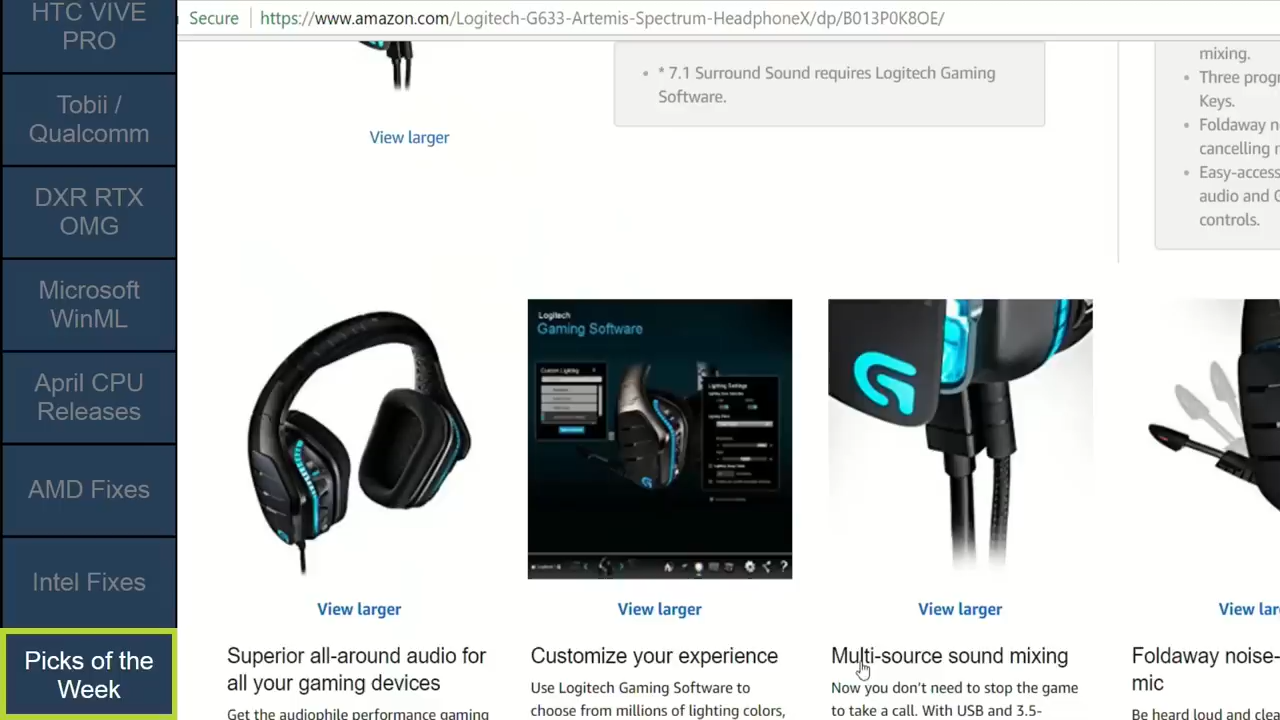 HTC VIVE
PRO
Tobii /
Qualcomm
DXR RTX
OMG
Microsoft
WinML
April CPU
Releases
AMD Fixes
Intel Fixes
Picks of the
Week
Secure https://www.amazon.com/Logitech-G633-Artemis-Spectrum-HeadphoneX/dp/B013P0K8OE/
* 7.1 Surround Sound requires Logitech Gaming
Software.
View larger
mixing.
Three prog
Keys.
Foldaway n
cancelling
Easy-access
audio and G
controls.
Logitech
Gaming Software
Custom Lighting
Lighting Settings
View larger
View larger
View larger
View lar
Superior all-around audio for
all your gaming devices
Get the audiophile performance gaming
Customize your experience
Use Logitech Gaming Software to
choose from millions of lighting colors,
Multi-source sound mixing
Now you don't need to stop the game
to take a call. With USB and 3.5-
Foldaway noise-
mic
Be heard loud and clea